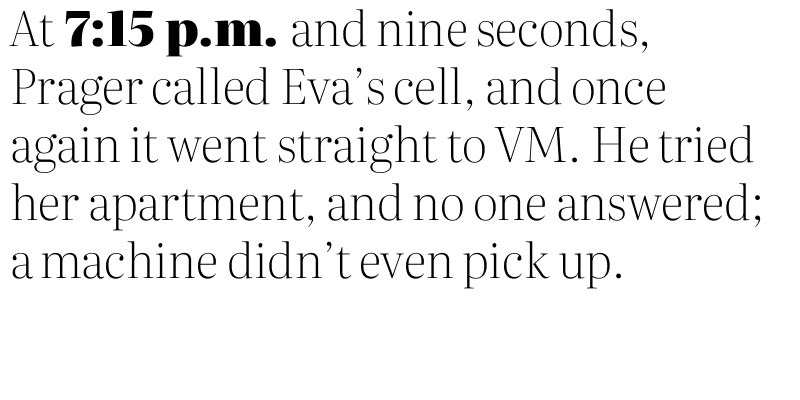 At 7:15 p.m. and nine seconds,
Prager called Eva’s cell, and once
again it went straight to VM. He tried
her apartment, and no one answered;
a machine didn’t even pick up.